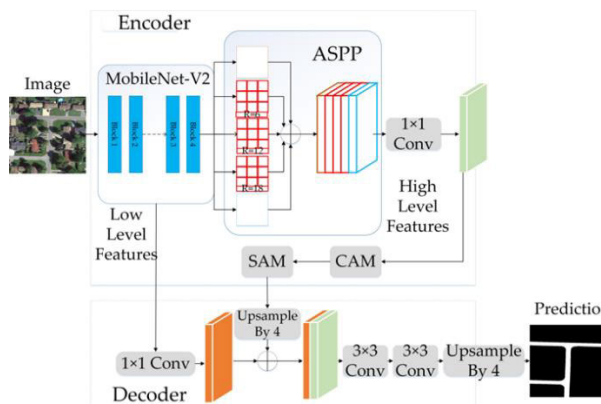 Encoder
ASPP
Image
MobileNet-V2
Block 1
Block 2
Block 3
Block 4
R=6
R=12
R=18
1×1
Conv
Low
Level
Features
High
Level
Features
SAM
CAM
Upsample
By 4
Prediction
1×1 Conv
3×3
Conv
3×3
Conv
Upsample
By 4
Decoder